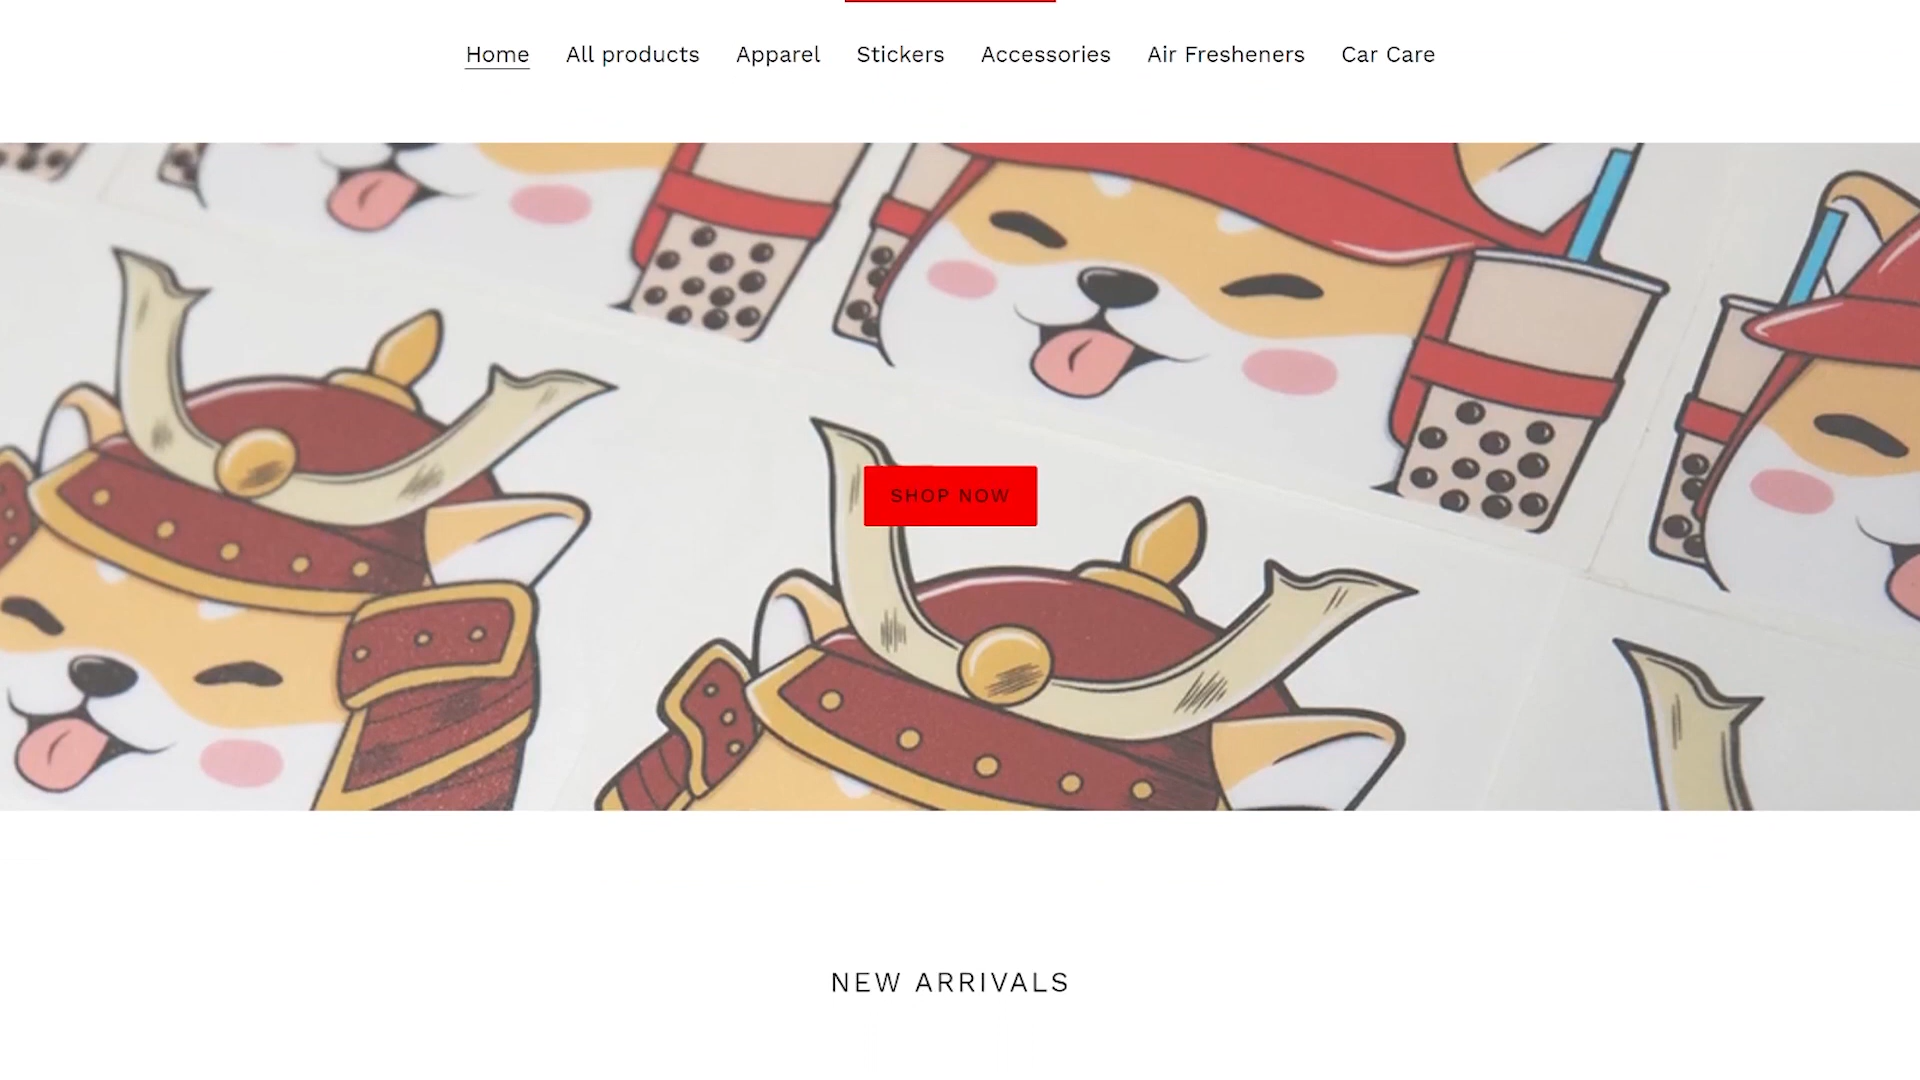 Home All products Apparel Stickers Accessories Air Fresheners Car Care
SHOP NOW
NEW ARRIVALS